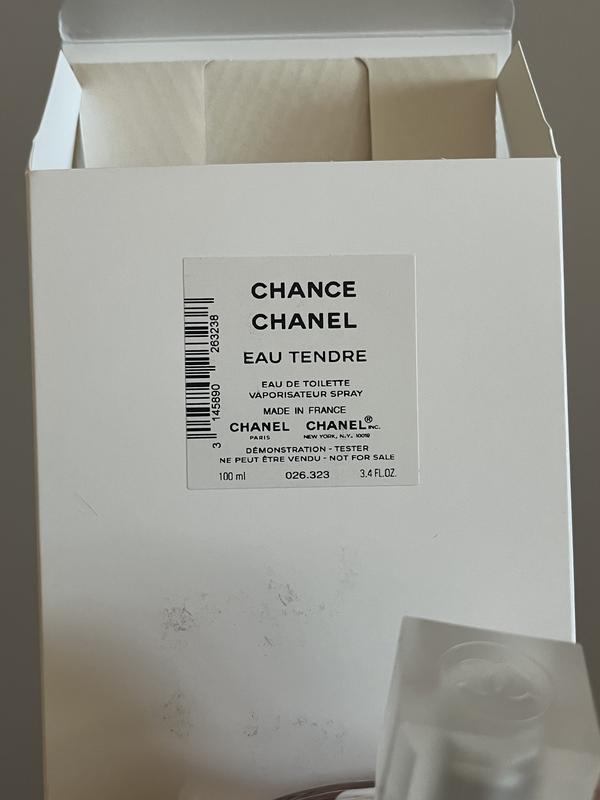 CHANCE
CHANEL
EAU TENDRE
EAU DE TOILETTE
VAPORISATEUR SPRAY
MADE IN FRANCE
CHANEL CHANEL® INC.
PARIS NEW YORK, N.Y. 10019
DÉMONSTRATION - TESTER
NE PEUT ÊTRE VENDU - NOT FOR SALE
100 ml 026.323 3.4 FL.OZ.
3 145890 263238